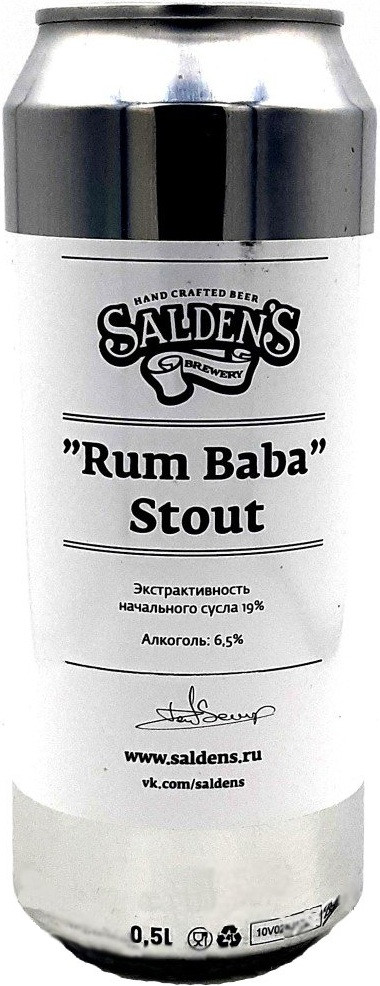 HAND CRAFTED BEER
SALDEN'S
BREWERY
"Rum Baba"
Stout
Экстрактивность
начального сусла 19%
Алкоголь: 6,5%
www.saldens.ru
vk.com/saldens
0,5L